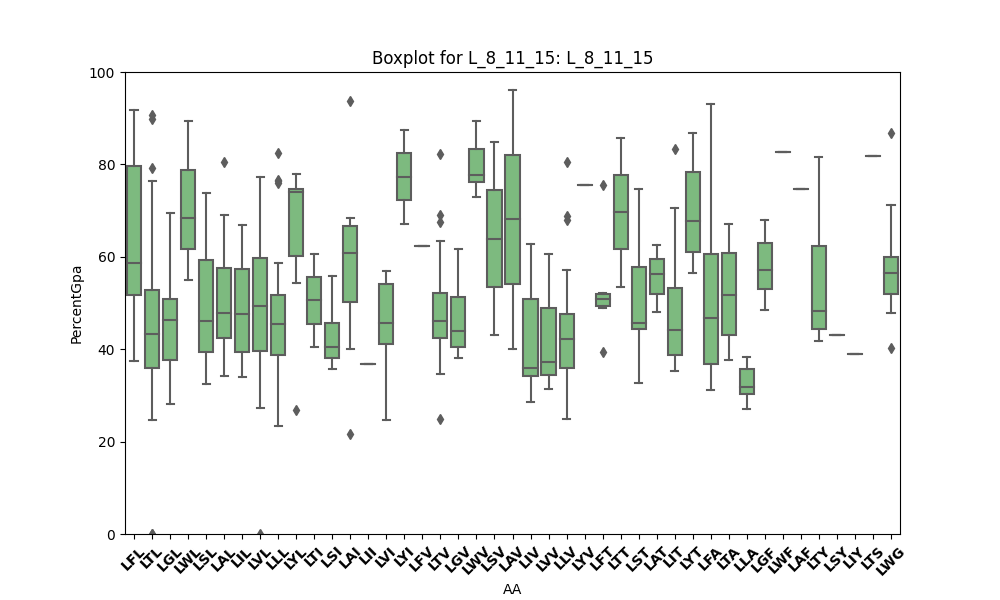 Boxplot for L_8_11_15: L_8_11_15
100
80
60
40
20
0
PercentGpa
LFL LTL LGL LWL LSL LAL LIL LVL LLL LYL LTI LSI LAI LII LVI LYI LFV LTV LGV LWV LSV LAV LIV LVV LLV LYV LFT LTT LST LAT LIT LYT LFA LTA LLA LGF LWF LAF LTY LSY LIY LTS LWG
AA